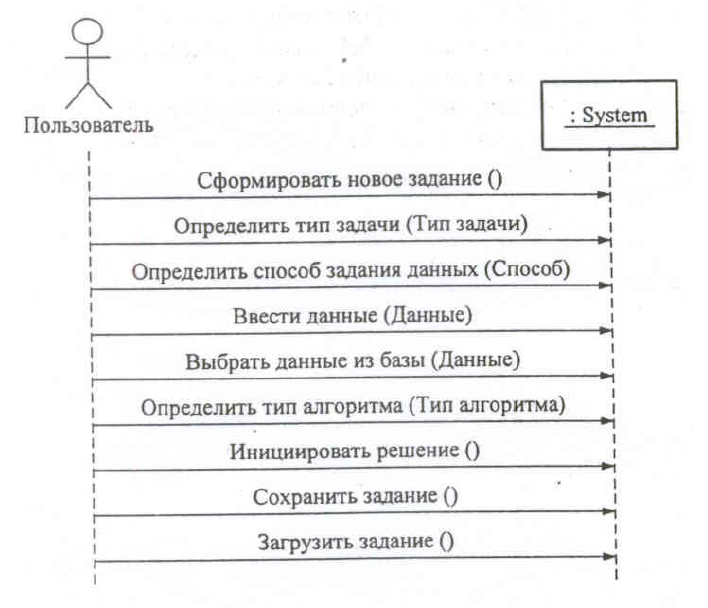 Пользователь
: System
Сформировать новое задание ()
Определить тип задачи (Тип задачи)
Определить способ задания данных (Способ)
Ввести данные (Данные)
Выбрать данные из базы (Данные)
Определить тип алгоритма (Тип алгоритма)
Инициировать решение ()
Сохранить задание ()
Загрузить задание ()